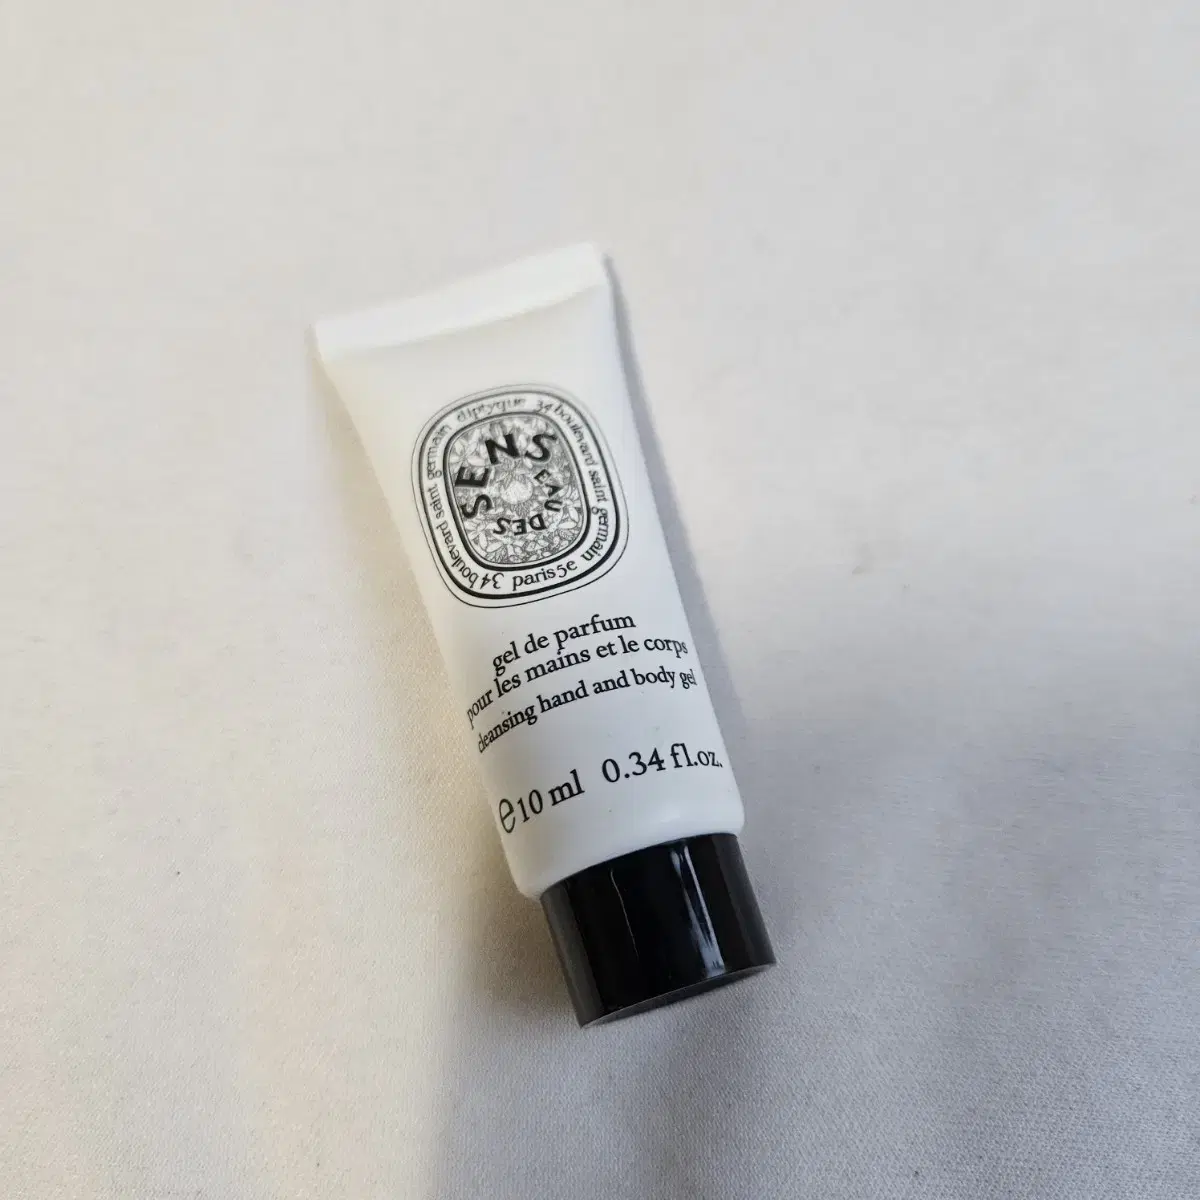 diptyque 34 boulevard saint germain paris5e 34 boulevard saint germain
SENS
EAU DES
gel de parfum
pour les mains et le corps
cleansing hand and body gel
e10 ml 0.34 fl.oz.